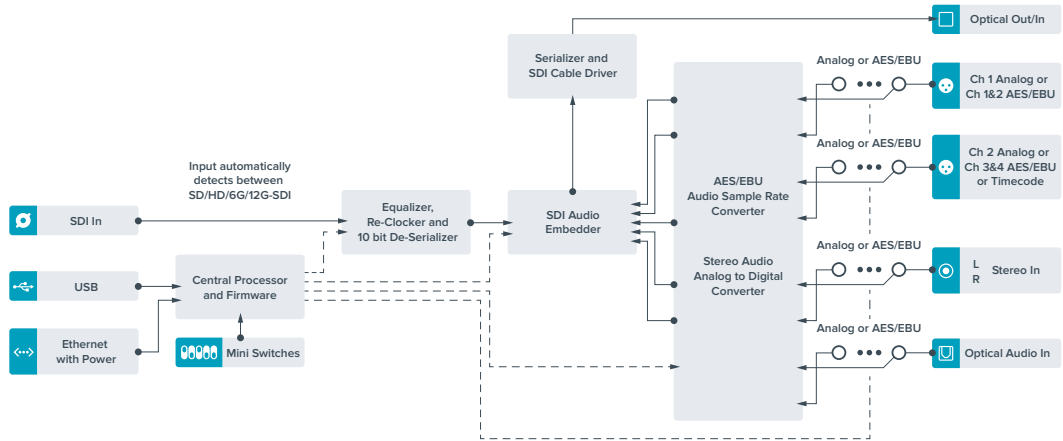 Optical Out/In
Serializer and
SDI Cable Driver
Analog or AES/EBU
Ch 1 Analog or
Ch 1&2 AES/EBU
Analog or AES/EBU
Ch 2 Analog or
Ch 3&4 AES/EBU
or Timecode
Input automatically
detects between
SD/HD/6G/12G-SDI
AES/EBU
Audio Sample Rate
Converter
SDI In
Equalizer,
Re-Clocker and
10 bit De-Serializer
SDI Audio
Embedder
Stereo Audio
Analog to Digital
Converter
Analog or AES/EBU
L
R
Stereo In
USB
Central Processor
and Firmware
Ethernet
with Power
Mini Switches
Analog or AES/EBU
Optical Audio In